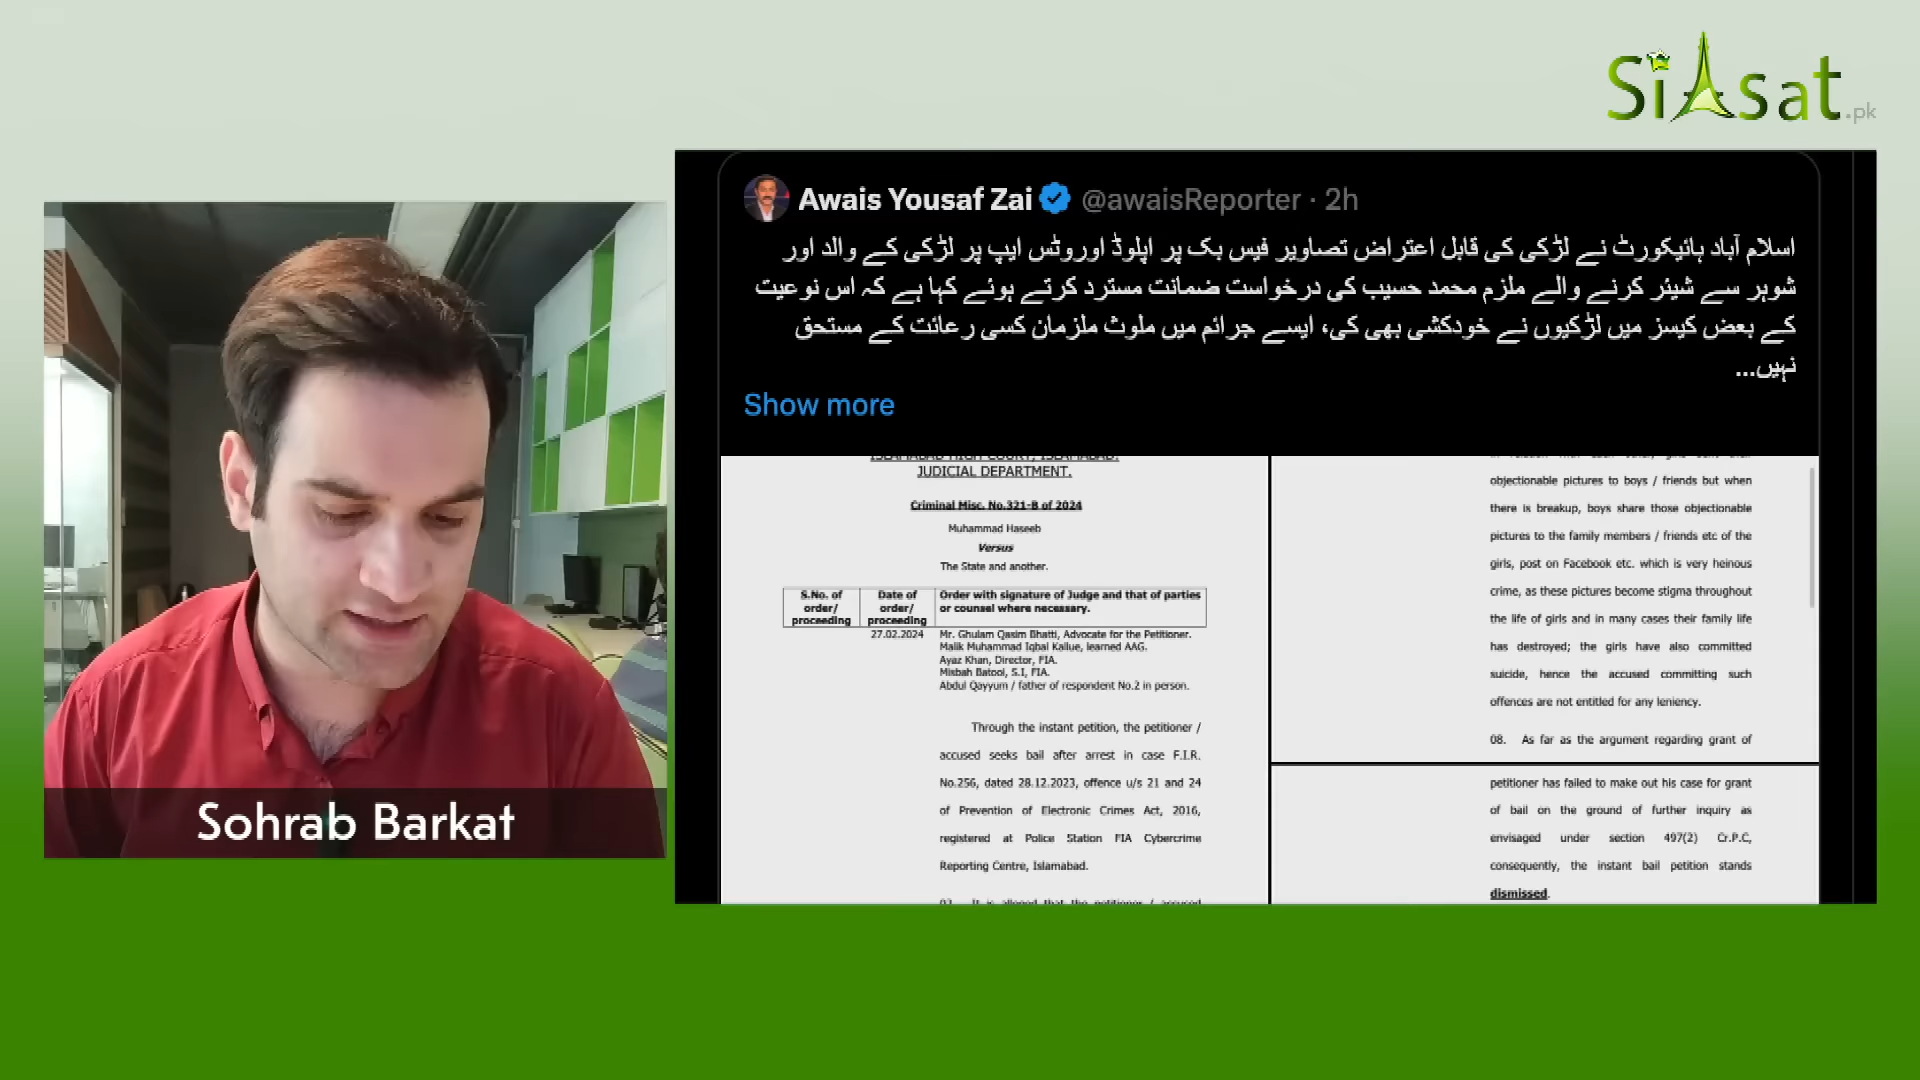 SiAsat.pk
Awais Yousaf Zai @awaisReporter · 2h
اسلام آباد ہائیکورٹ نے لڑکی کی قابل اعتراض تصاویر فیس بک پر اپلوڈ اوروٹس ایپ پر لڑکی کے والد اور
شوہر سے شیئر کرنے والے ملزم محمد حسیب کی درخواست ضمانت مسترد کرتے ہوئے کہا ہے کہ اس نوعیت
کے بعض کیسز میں لڑکیوں نے خودکشی بھی کی، ایسے جرائم میں ملوث ملزمان کسی رعائت کے مستحق
نہیں...
Show more
ISLAMABAD HIGH COURT, ISLAMABAD.
JUDICIAL DEPARTMENT.
Criminal Misc. No.321-B of 2024
Muhammad Haseeb
Versus
The State and another.
S.No. of order/ proceeding
Date of order/ proceeding
Order with signature of Judge and that of parties
or counsel where necessary.
27.02.2024
Mr. Ghulam Qasim Bhatti, Advocate for the Petitioner.
Malik Muhammad Iqbal Kallue, learned AAG.
Ayaz Khan, Director, FIA.
Misbah Batool, S.I, FIA.
Abdul Qayyum / father of respondent No.2 in person.
Through the instant petition, the petitioner /
accused seeks bail after arrest in case F.I.R.
No.256, dated 28.12.2023, offence u/s 21 and 24
of Prevention of Electronic Crimes Act, 2016,
registered at Police Station FIA Cybercrime
Reporting Centre, Islamabad.
02. It is alleged that the petitioner / accused
objectionable pictures to boys / friends but when
there is breakup, boys share those objectionable
pictures to the family members / friends etc of the
girls, post on Facebook etc. which is very heinous
crime, as these pictures become stigma throughout
the life of girls and in many cases their family life
has destroyed; the girls have also committed
suicide, hence the accused committing such
offences are not entitled for any leniency.
08. As far as the argument regarding grant of
petitioner has failed to make out his case for grant
of bail on the ground of further inquiry as
envisaged under section 497(2) Cr.P.C,
consequently, the instant bail petition stands
dismissed.
Sohrab Barkat